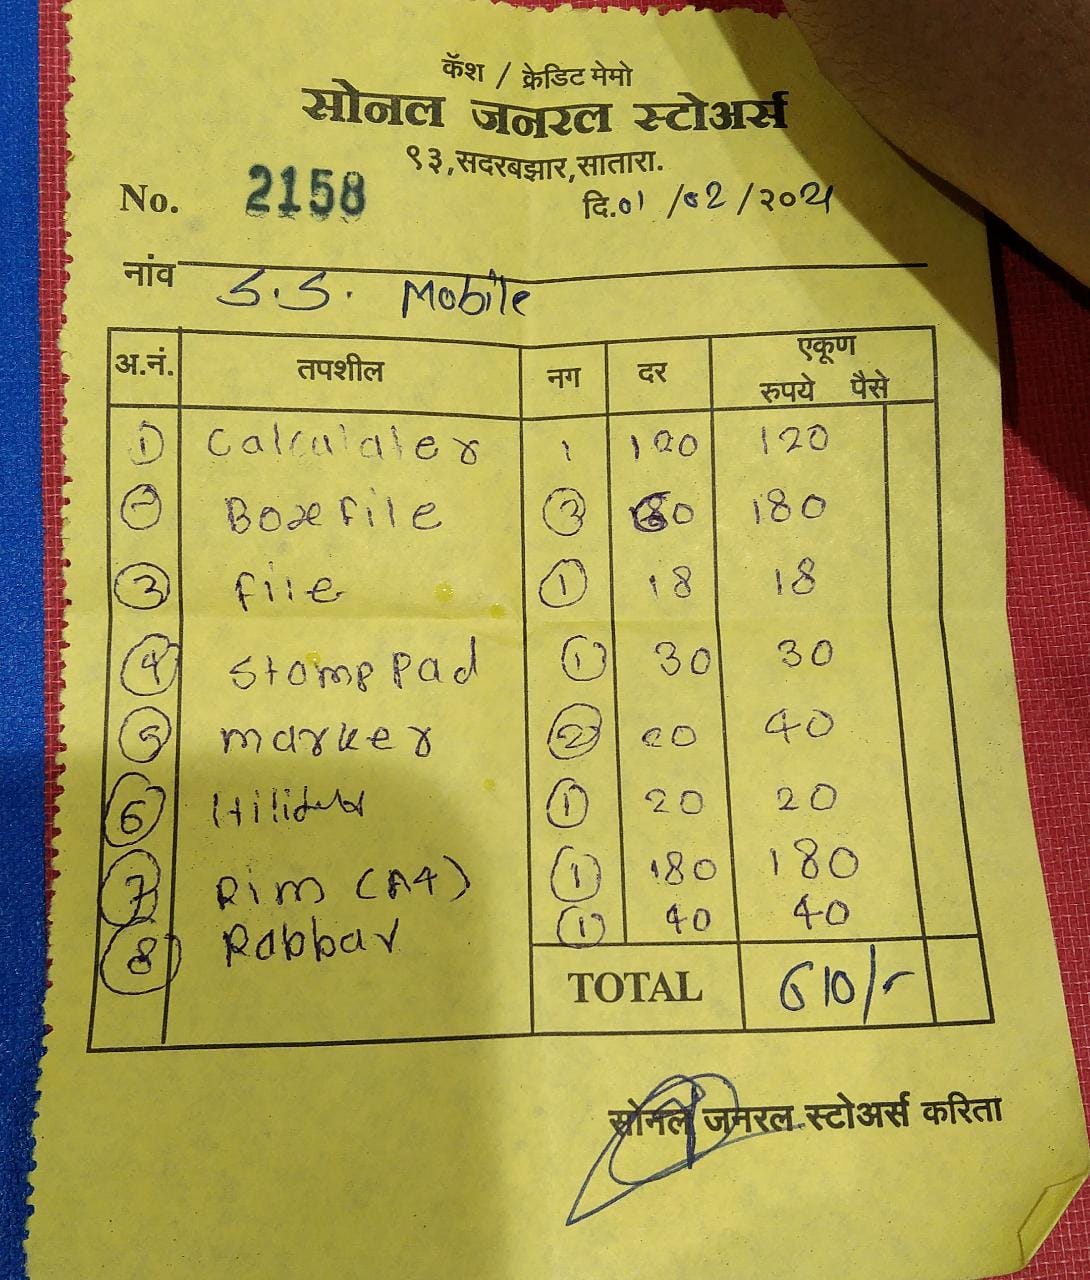 कॅश / क्रेडिट मेमो
सोनल जनरल स्टोअर्स
९३,सदरबझार,सातारा.
No. 2158 दि.01/02/२०21
नांव S.S. Mobile
अ.नं. तपशील नग दर एकूण रुपये पैसे
1 Calculater 1 120 120
2 Boxfile 3 60 180
3 file 1 18 18
4 Stamp Pad 1 30 30
5 marker 2 20 40
6 1 20 20
7 Rim (A4) 1 180 180
8 Rabbar 1 40 40
TOTAL 610/-
सोनल जनरल स्टोअर्स करिता